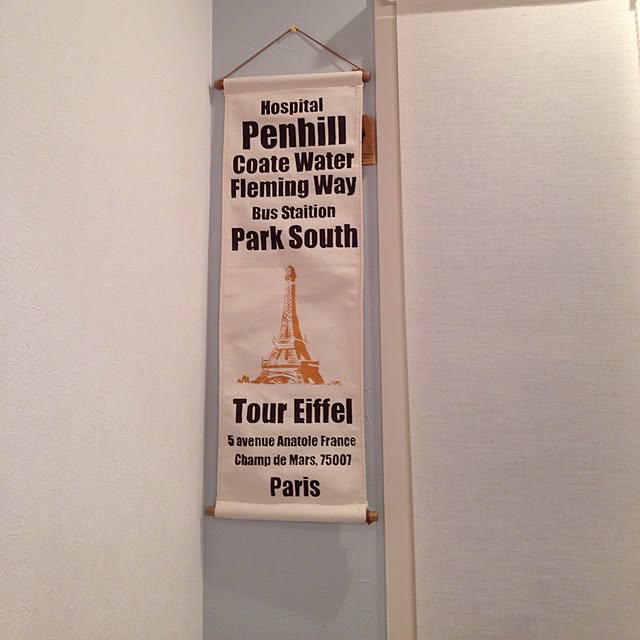 Hospital
Penhill
Coate Water
Fleming Way
Bus Staition
Park South
Tour Eiffel
5 avenue Anatole France
Champ de Mars, 75007
Paris